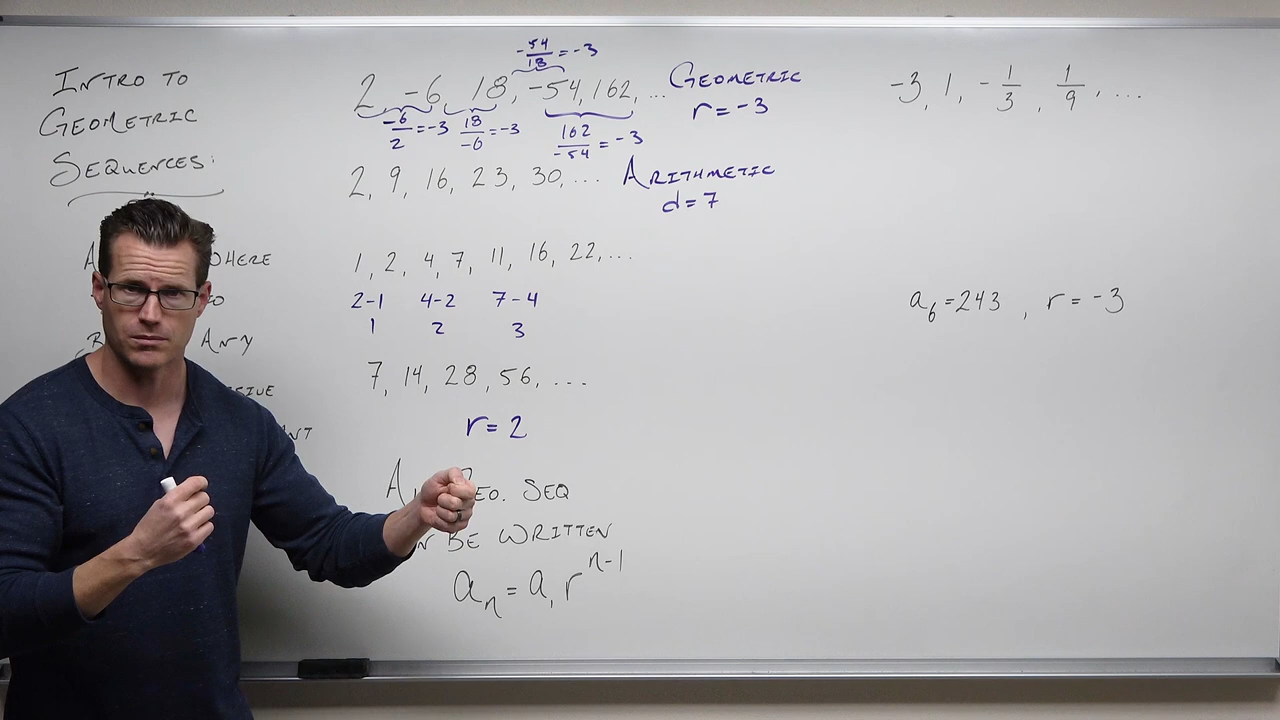 INTRO TO
GEOMETRIC
SEQUENCES:
2, -6, 18, -54, 162, ... GEOMETRIC
r = -3
-54/18 = -3
-6/2 = -3
18/-6 = -3
162/-54 = -3
2, 9, 16, 23, 30, ... ARITHMETIC
d = 7
1, 2, 4, 7, 11, 16, 22, ...
2-1 4-2 7-4
1 2 3
7, 14, 28, 56, ...
r = 2
GEO. SEQ
BE WRITTEN
aₙ = a₁ rⁿ⁻¹
ANY
-3, 1, -1/3, 1/9, ...
a₆ = 243 , r = -3